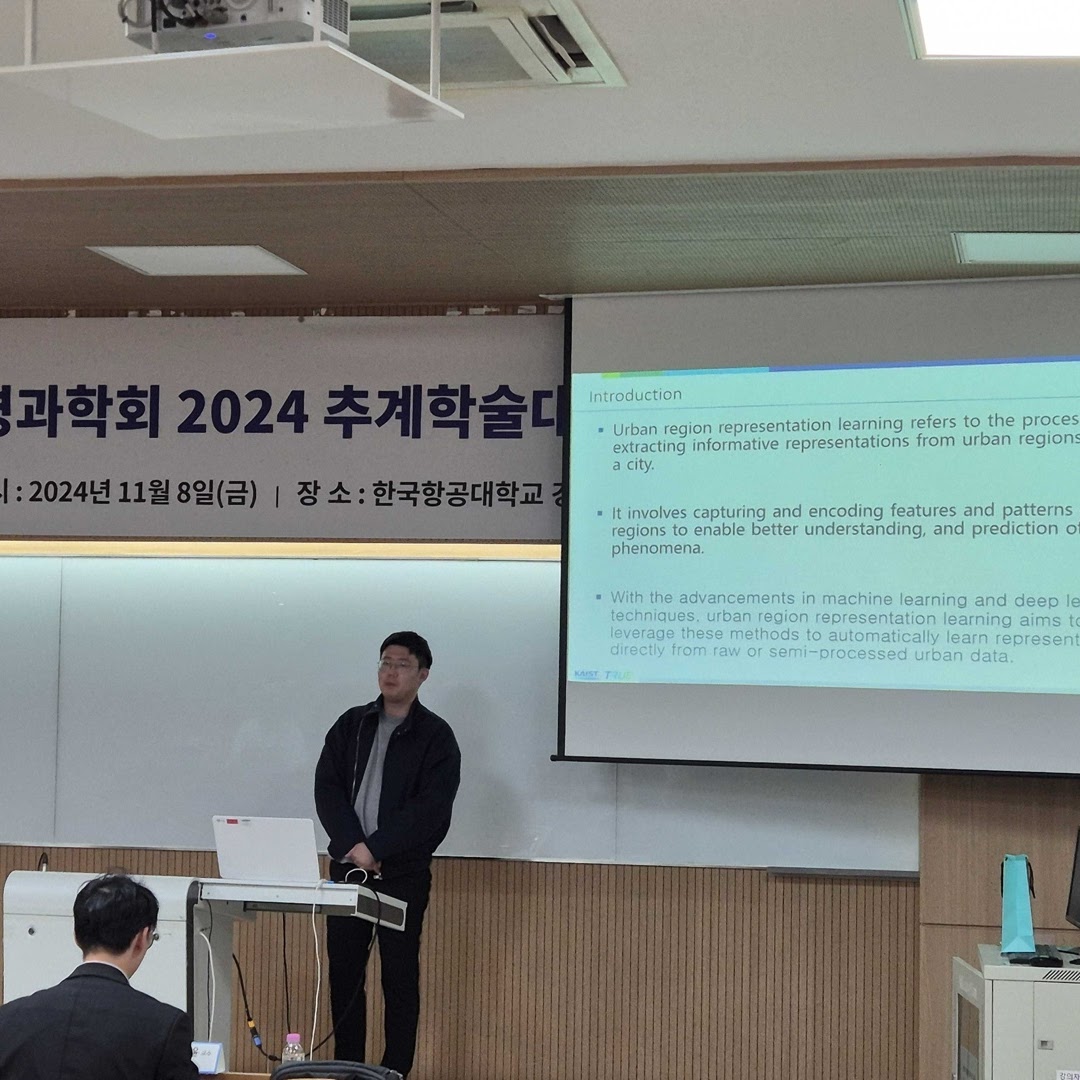 과학회 2024 추계학술대
: 2024년 11월 8일(금) | 장 소 : 한국항공대학교
Introduction
▪ Urban region representation learning refers to the proces
extracting informative representations from urban regions
a city.
▪ It involves capturing and encoding features and patterns
regions to enable better understanding, and prediction of
phenomena.
▪ With the advancements in machine learning and deep le
techniques, urban region representation learning aims to
leverage these methods to automatically learn represent
directly from raw or semi-processed urban data.
KAIST